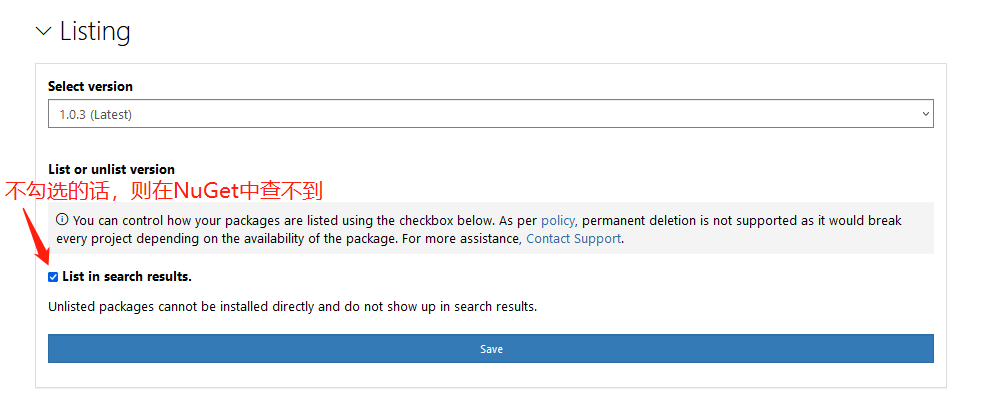 Listing
Select version
1.0.3 (Latest)
List or unlist version
不勾选的话，则在NuGet中查不到
You can control how your packages are listed using the checkbox below. As per policy, permanent deletion is not supported as it would break
every project depending on the availability of the package. For more assistance, Contact Support.
List in search results.
Unlisted packages cannot be installed directly and do not show up in search results.
Save